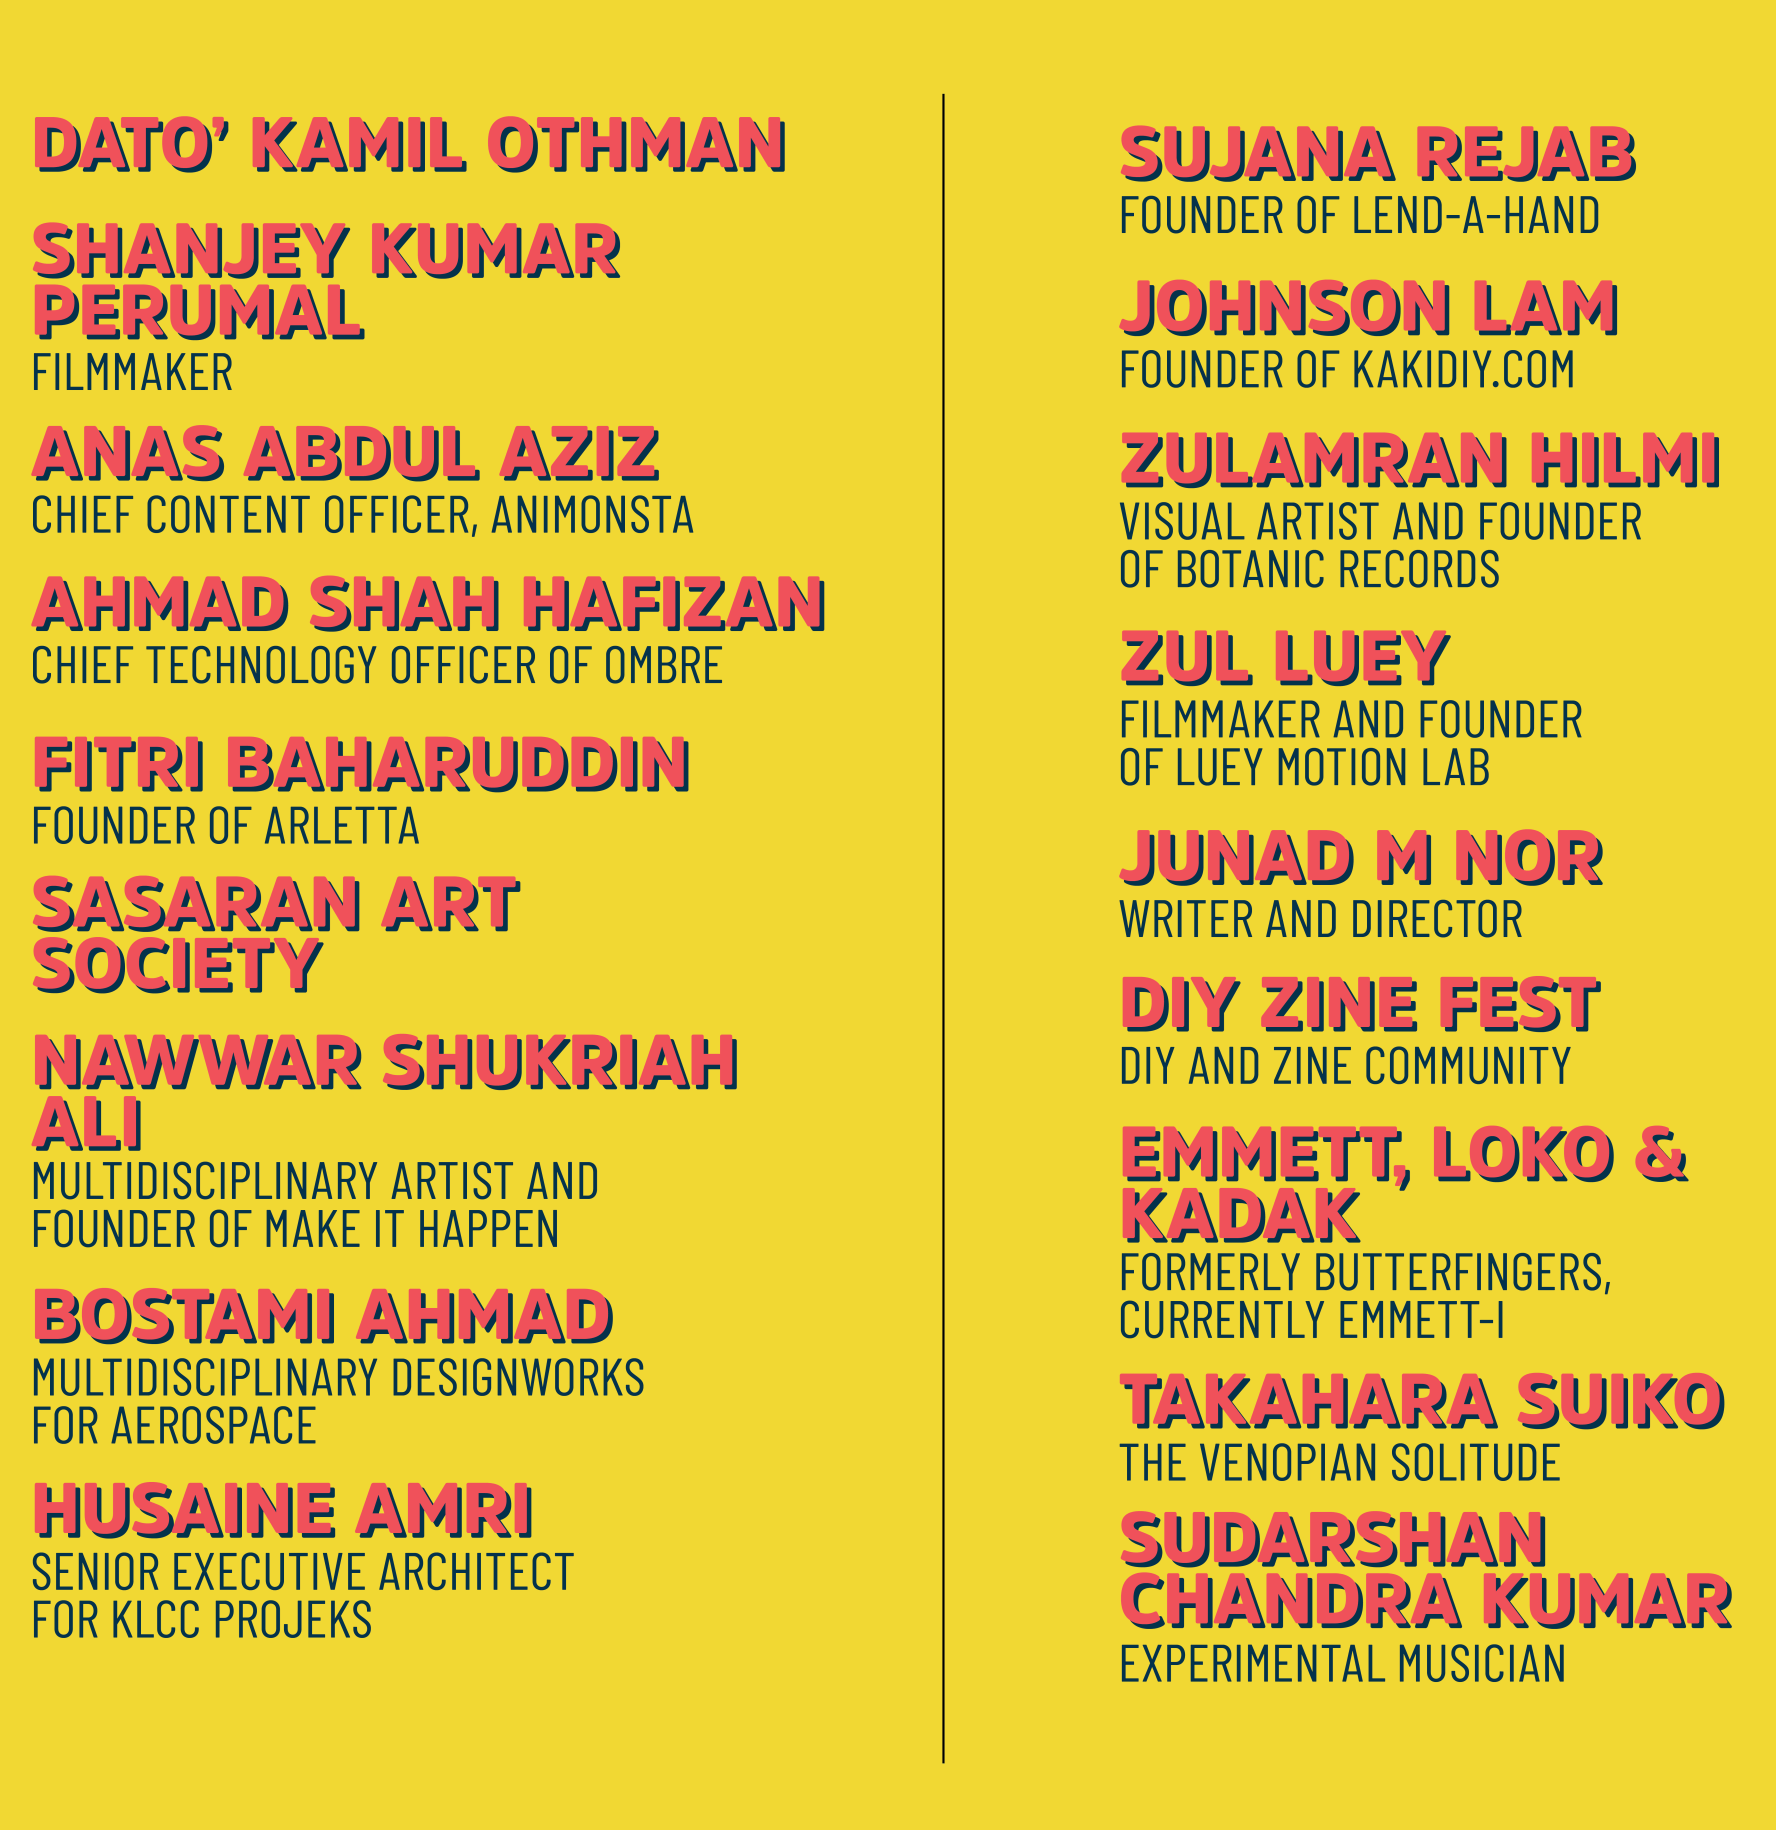 DATO’ KAMIL OTHMAN
SHANJEY KUMAR
PERUMAL
FILMMAKER
ANAS ABDUL AZIZ
CHIEF CONTENT OFFICER, ANIMONSTA
AHMAD SHAH HAFIZAN
CHIEF TECHNOLOGY OFFICER OF OMBRE
FITRI BAHARUDDIN
FOUNDER OF ARLETTA
SASARAN ART
SOCIETY
NAWWAR SHUKRIAH
ALI
MULTIDISCIPLINARY ARTIST AND
FOUNDER OF MAKE IT HAPPEN
BOSTAMI AHMAD
MULTIDISCIPLINARY DESIGNWORKS
FOR AEROSPACE
HUSAINE AMRI
SENIOR EXECUTIVE ARCHITECT
FOR KLCC PROJEKS
SUJANA REJAB
FOUNDER OF LEND-A-HAND
JOHNSON LAM
FOUNDER OF KAKIDIY.COM
ZULAMRAN HILMI
VISUAL ARTIST AND FOUNDER
OF BOTANIC RECORDS
ZUL LUEY
FILMMAKER AND FOUNDER
OF LUEY MOTION LAB
JUNAD M NOR
WRITER AND DIRECTOR
DIY ZINE FEST
DIY AND ZINE COMMUNITY
EMMETT, LOKO &
KADAK
FORMERLY BUTTERFINGERS,
CURRENTLY EMMETT-I
TAKAHARA SUIKO
THE VENOPIAN SOLITUDE
SUDARSHAN
CHANDRA KUMAR
EXPERIMENTAL MUSICIAN